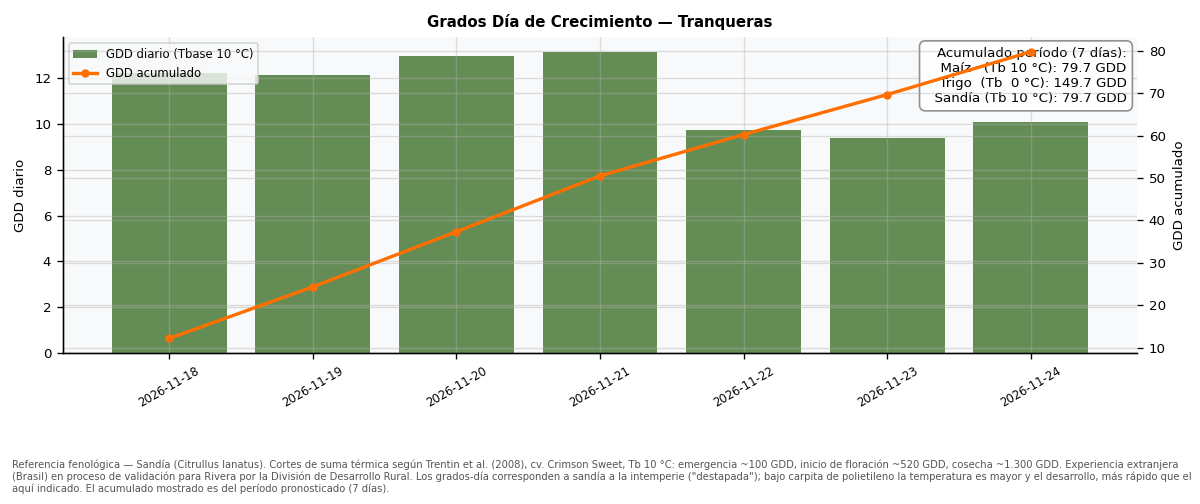 Grados Día de Crecimiento — Tranqueras
GDD diario (Tbase 10 °C)
GDD acumulado
Acumulado período (7 días):
Maíz (Tb 10 °C): 79.7 GDD
Trigo (Tb 0 °C): 149.7 GDD
Sandía (Tb 10 °C): 79.7 GDD
GDD diario
12
10
8
6
4
2
0
80
70
60
50
40
30
20
10
GDD acumulado
2026-11-18
2026-11-19
2026-11-20
2026-11-21
2026-11-22
2026-11-23
2026-11-24
Referencia fenológica — Sandía (Citrullus lanatus). Cortes de suma térmica según Trentin et al. (2008), cv. Crimson Sweet, Tb 10 °C: emergencia ~100 GDD, inicio de floración ~520 GDD, cosecha ~1.300 GDD. Experiencia extranjera
(Brasil) en proceso de validación para Rivera por la División de Desarrollo Rural. Los grados-día corresponden a sandía a la intemperie ("destapada"); bajo carpita de polietileno la temperatura es mayor y el desarrollo, más rápido que el
aquí indicado. El acumulado mostrado es del período pronosticado (7 días).